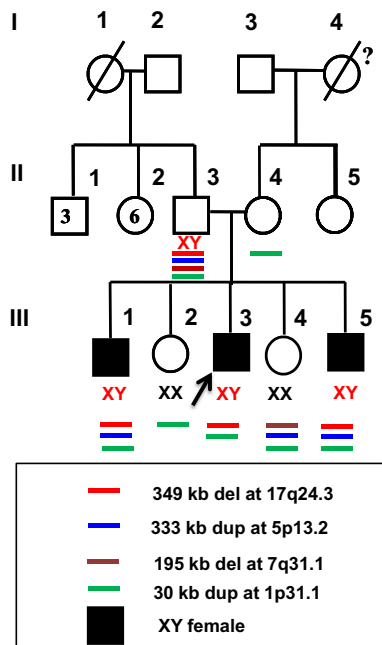 I
1 2 3 4
?
II
1 2 3 4 5
3 6
XY
III
1 2 3 4 5
XY XX XY XX XY
349 kb del at 17q24.3
333 kb dup at 5p13.2
195 kb del at 7q31.1
30 kb dup at 1p31.1
XY female